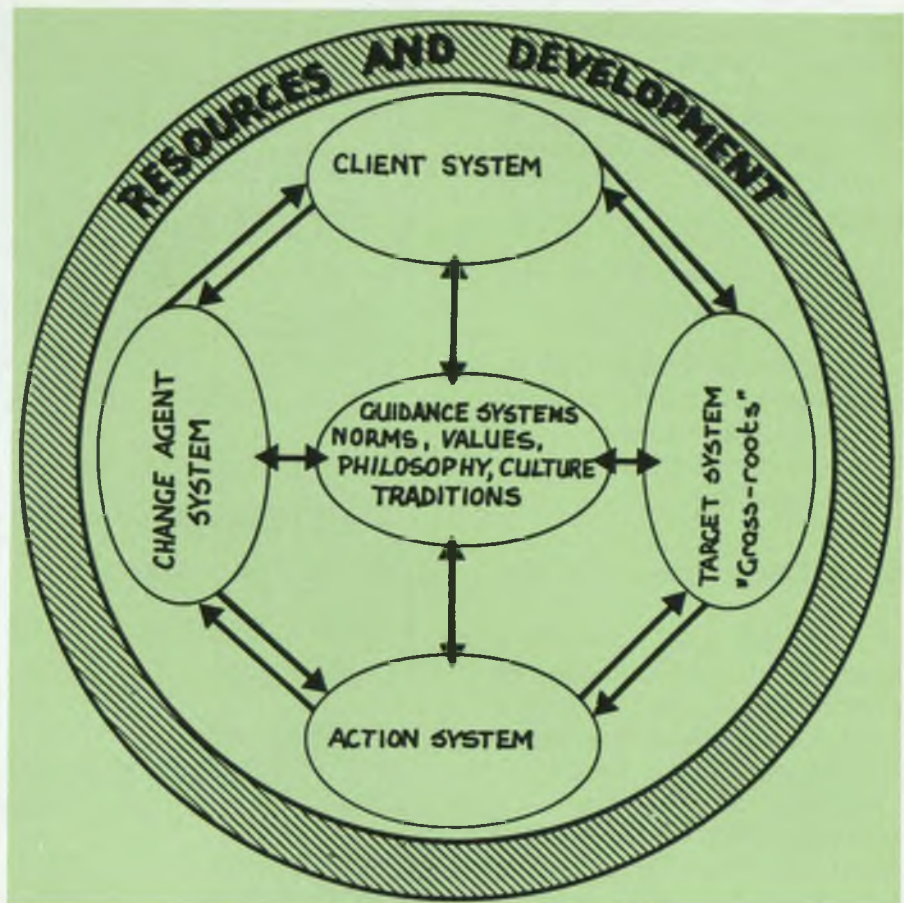 RESOURCES AND DEVELOPMENT
CLIENT SYSTEM
CHANGE AGENT
SYSTEM
GUIDANCE SYSTEMS
NORMS, VALUES,
PHILOSOPHY, CULTURE
TRADITIONS
TARGET SYSTEM
"Grass-roots"
ACTION SYSTEM